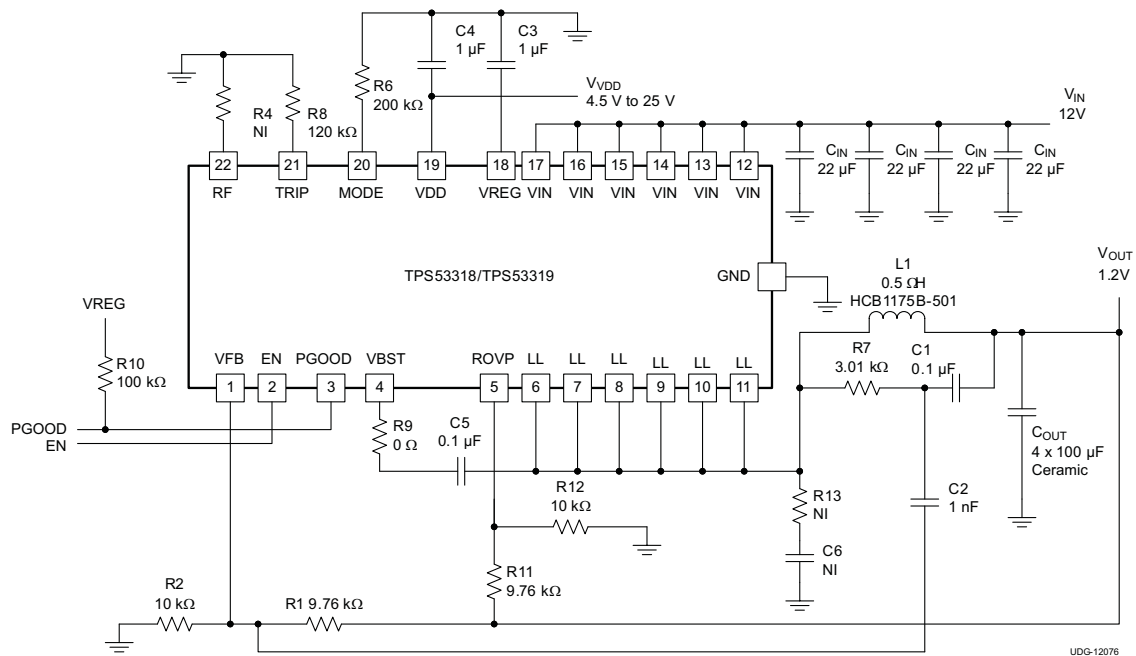 C4
1 µF
C3
1 µF
R6
200 kΩ
R4
NI
R8
120 kΩ
VVDD
4.5 V to 25 V
VIN
12V
CIN
22 µF
CIN
22 µF
CIN
22 µF
CIN
22 µF
22
21
20
19
18
17
16
15
14
13
12
RF
TRIP
MODE
VDD
VREG
VIN
VIN
VIN
VIN
VIN
VIN
TPS53318/TPS53319
GND
VOUT
1.2V
L1
0.5 ΩH
HCB1175B-501
VREG
R10
100 kΩ
VFB
EN
PGOOD
VBST
ROVP
LL
LL
LL
LL
LL
LL
1
2
3
4
5
6
7
8
9
10
11
R7
3.01 kΩ
C1
0.1 µF
PGOOD
EN
R9
0 Ω
C5
0.1 µF
COUT
4 x 100 µF
Ceramic
R12
10 kΩ
R13
NI
C2
1 nF
C6
NI
R11
9.76 kΩ
R2
10 kΩ
R1 9.76 kΩ
UDG-12076